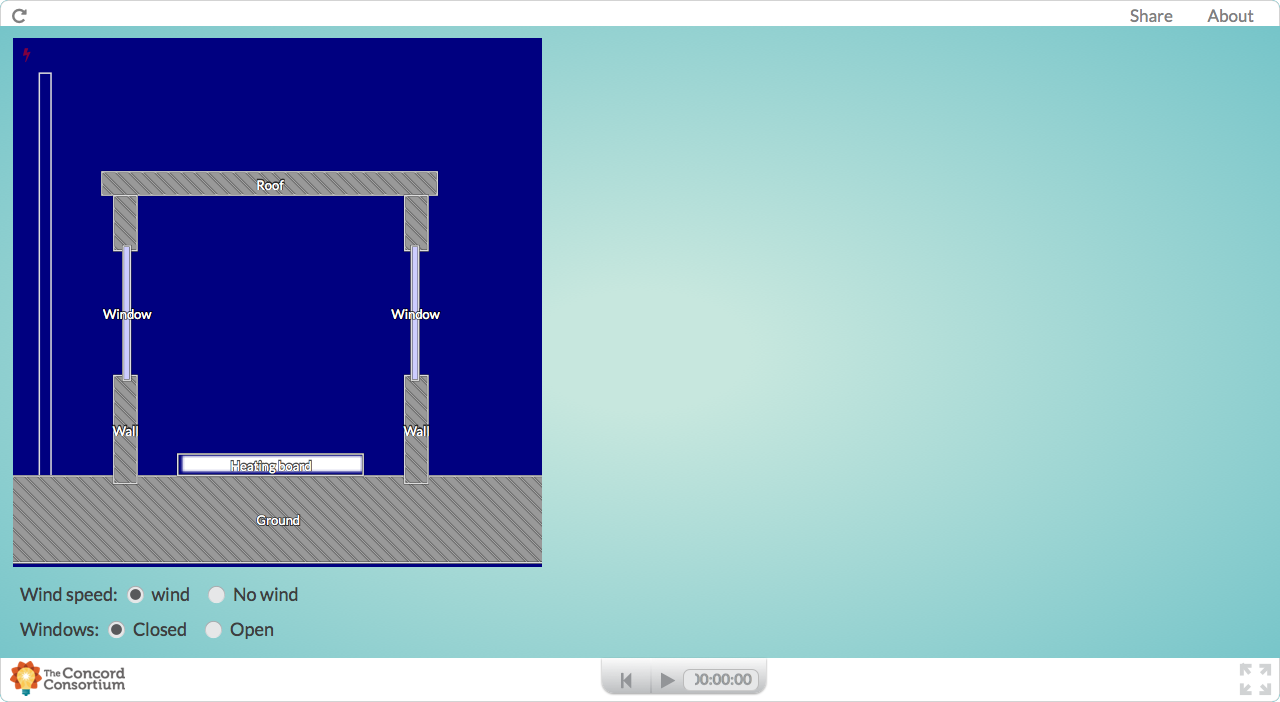 Share About
Roof
Window Window
Wall Wall
Heating board
Ground
Wind speed: wind No wind
Windows: Closed Open
The Concord
Consortium
00:00:00